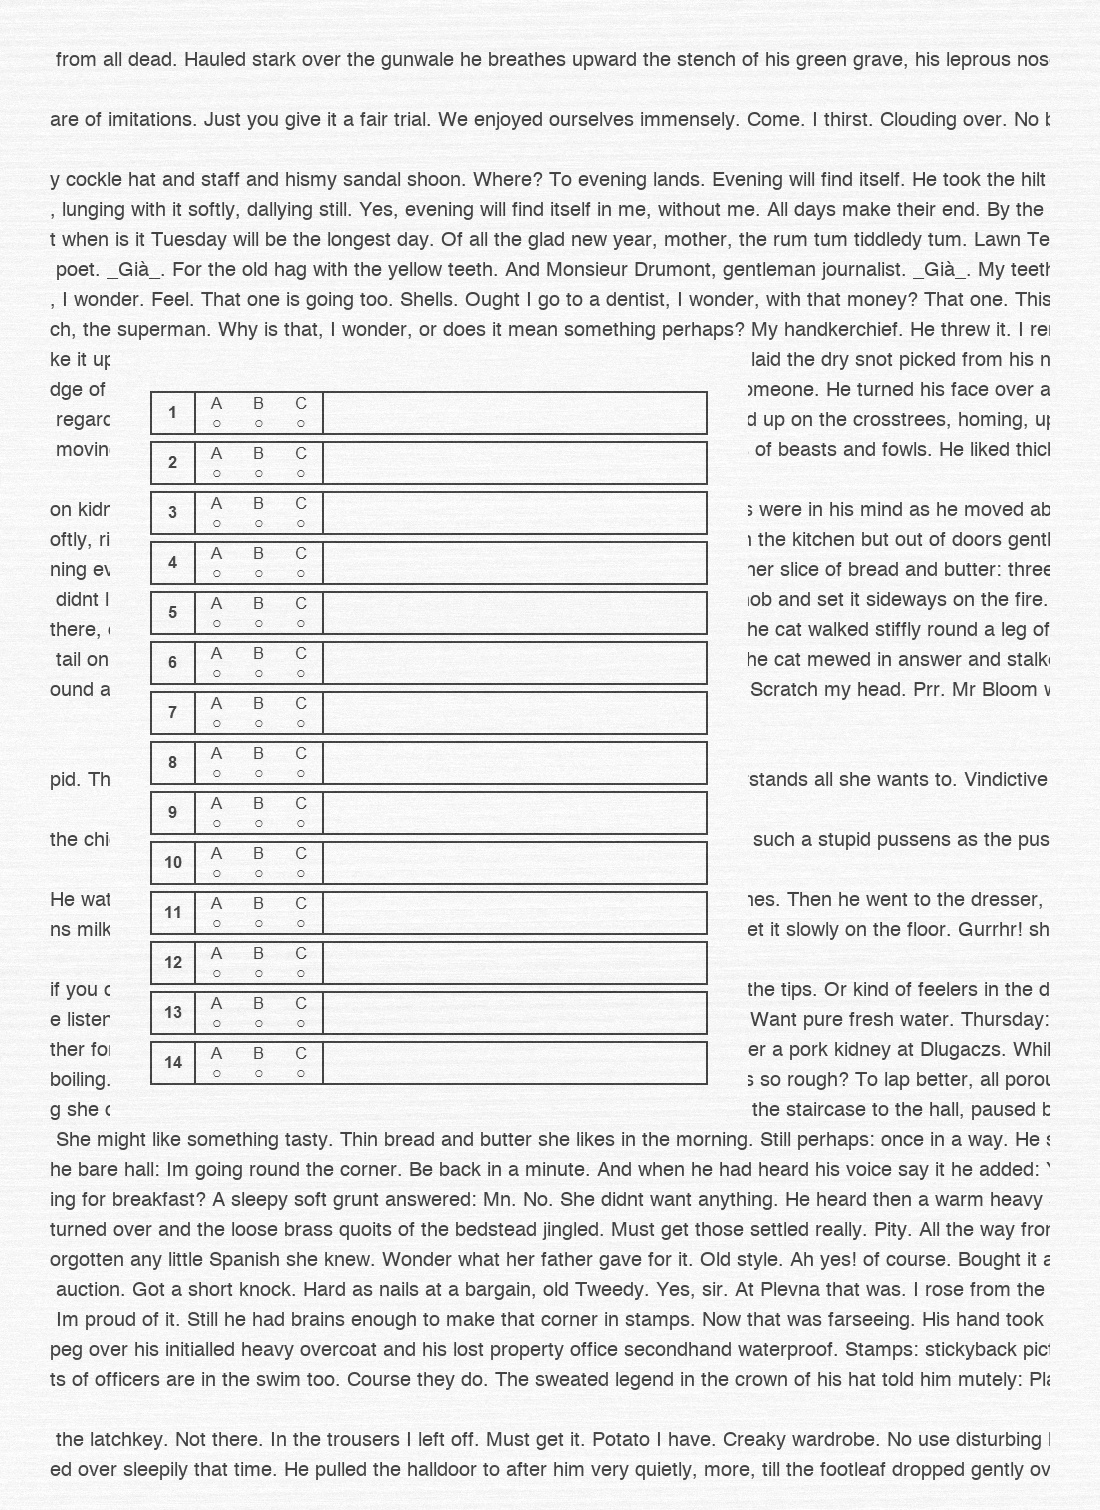 from all dead. Hauled stark over the gunwale he breathes upward the stench of his green grave, his leprous nos
are of imitations. Just you give it a fair trial. We enjoyed ourselves immensely. Come. I thirst. Clouding over. No
y cockle hat and staff and hismy sandal shoon. Where? To evening lands. Evening will find itself. He took the hilt
, lunging with it softly, dallying still. Yes, evening will find itself in me, without me. All days make their end. By the
t when is it Tuesday will be the longest day. Of all the glad new year, mother, the rum tum tiddledy tum. Lawn Te
poet. _Già_. For the old hag with the yellow teeth. And Monsieur Drumont, gentleman journalist. _Già_. My teeth
, I wonder. Feel. That one is going too. Shells. Ought I go to a dentist, I wonder, with that money? That one. This
ch, the superman. Why is that, I wonder, or does it mean something perhaps? My handkerchief. He threw it. I
ke it up laid the dry snot picked from his
dge of omeone. He turned his face over a
regard d up on the crosstrees, homing, up
movin of beasts and fowls. He liked thick
on kidn s were in his mind as he moved ab
oftly, ri the kitchen but out of doors gentl
ning ev her slice of bread and butter: three
didnt ob and set it sideways on the fire.
there, he cat walked stiffly round a leg of
tail on he cat mewed in answer and stalk
ound a Scratch my head. Prr. Mr Bloom
pid. Th stands all she wants to. Vindictive
the chi such a stupid pussens as the pus
He wat hes. Then he went to the dresser,
ns milk et it slowly on the floor. Gurrhr! sh
if you the tips. Or kind of feelers in the d
e listen Want pure fresh water. Thursday:
ther for er a pork kidney at Dlugaczs. Whil
boiling. s so rough? To lap better, all porou
g she the staircase to the hall, paused b
1 A B C
2 A B C
3 A B C
4 A B C
5 A B C
6 A B C
7 A B C
8 A B C
9 A B C
10 A B C
11 A B C
12 A B C
13 A B C
14 A B C
She might like something tasty. Thin bread and butter she likes in the morning. Still perhaps: once in a way. He
he bare hall: Im going round the corner. Be back in a minute. And when he had heard his voice say it he added:
ing for breakfast? A sleepy soft grunt answered: Mn. No. She didnt want anything. He heard then a warm heavy
turned over and the loose brass quoits of the bedstead jingled. Must get those settled really. Pity. All the way from
orgotten any little Spanish she knew. Wonder what her father gave for it. Old style. Ah yes! of course. Bought it a
auction. Got a short knock. Hard as nails at a bargain, old Tweedy. Yes, sir. At Plevna that was. I rose from the
Im proud of it. Still he had brains enough to make that corner in stamps. Now that was farseeing. His hand took
peg over his initialled heavy overcoat and his lost property office secondhand waterproof. Stamps: stickyback pict
ts of officers are in the swim too. Course they do. The sweated legend in the crown of his hat told him mutely: Pla
the latchkey. Not there. In the trousers I left off. Must get it. Potato I have. Creaky wardrobe. No use disturbing
ed over sleepily that time. He pulled the halldoor to after him very quietly, more, till the footleaf dropped gently ov